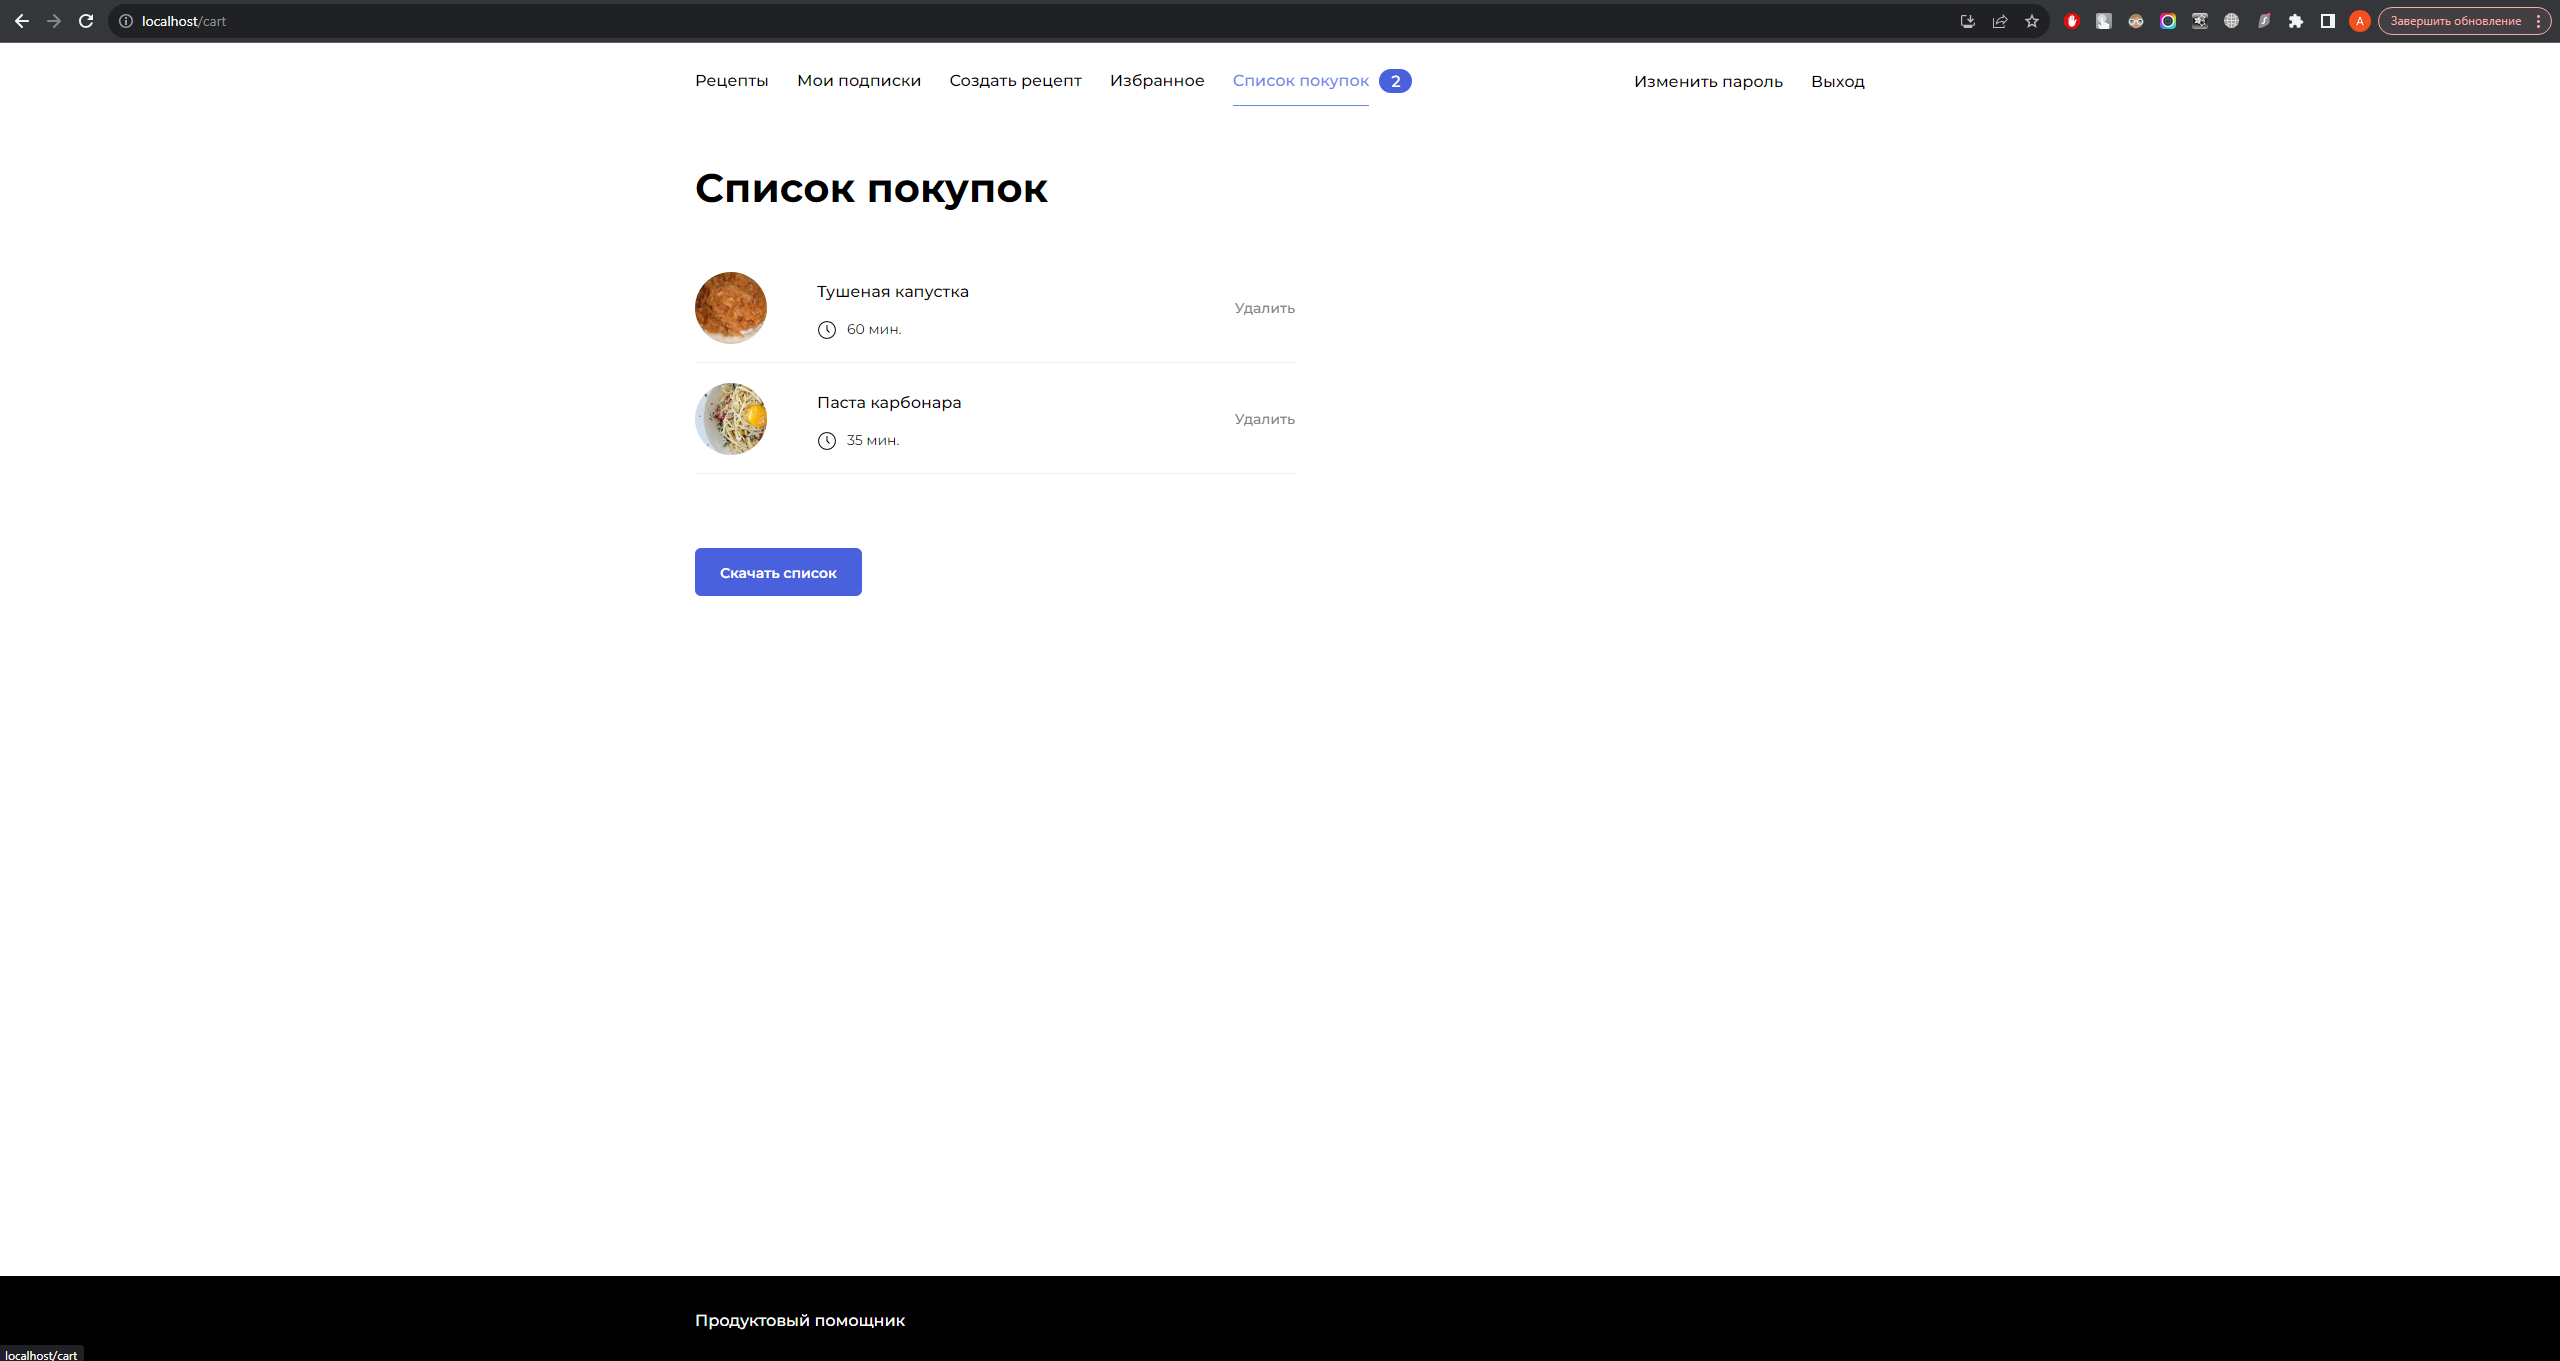 localhost/cart
Завершить обновление
Рецепты Мои подписки Создать рецепт Избранное Список покупок 2 Изменить пароль Выход
Список покупок
Тушеная капустка
60 мин.
Удалить
Паста карбонара
35 мин.
Удалить
Скачать список
Продуктовый помощник
localhost/cart